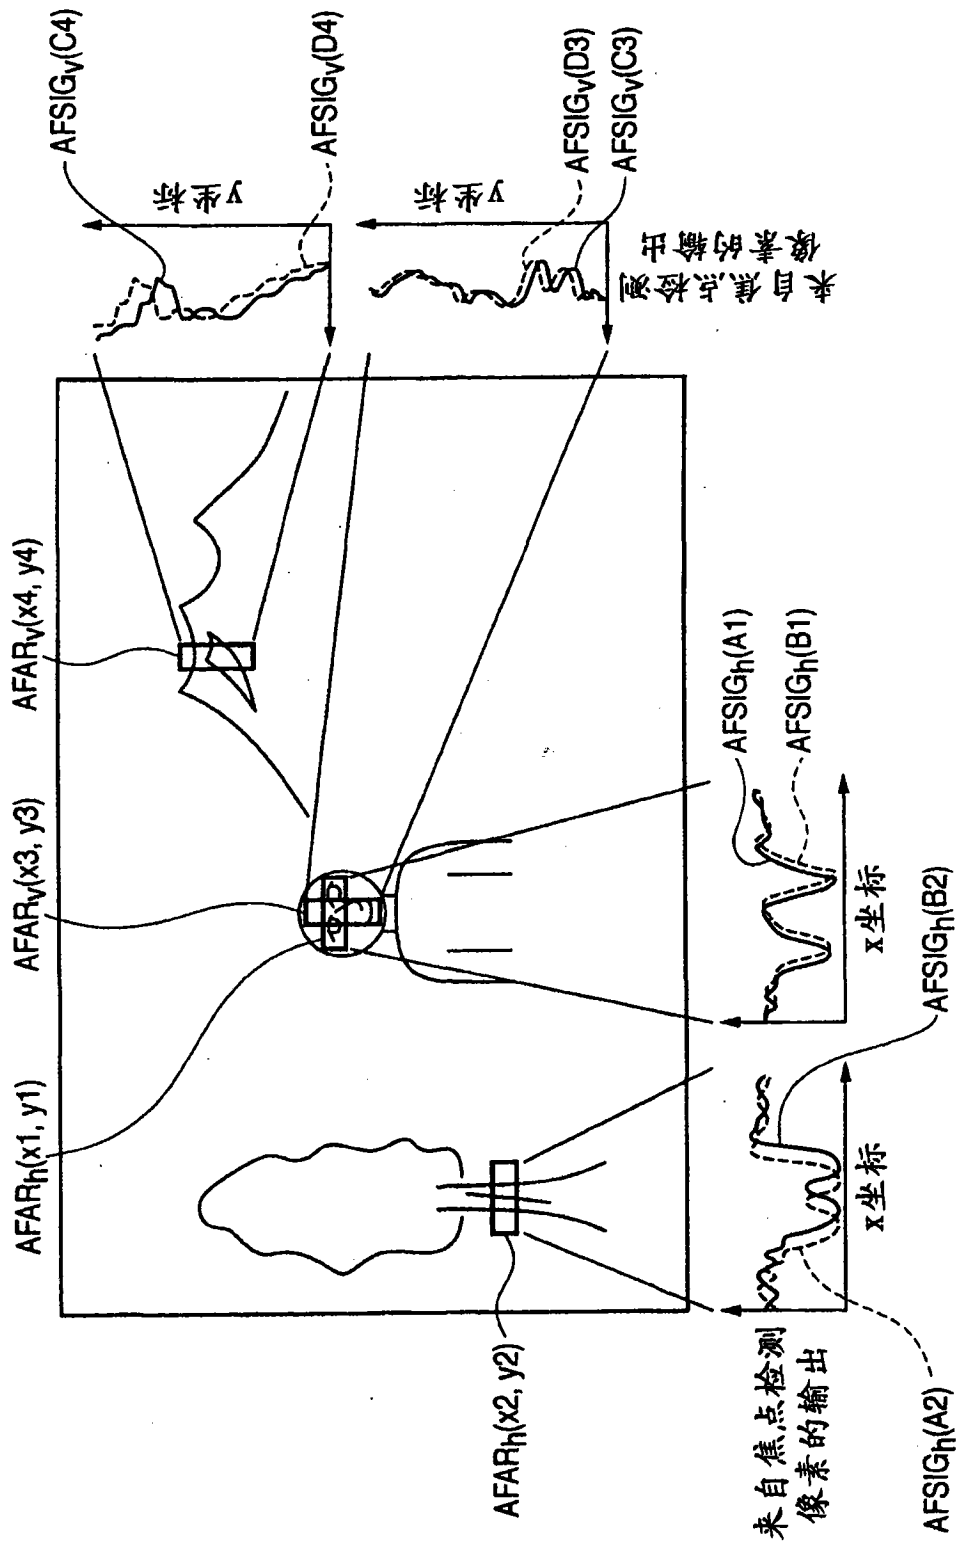 AFARh(x1, y1)
AFARv(x3, y3)
AFARv(x4, y4)
AFSIGv(C4)
y坐标
AFSIGv(D4)
y坐标
AFSIGv(D3)
AFSIGv(C3)
来自焦点检测
像素的输出
AFARh(x2, y2)
来自焦点检测
像素的输出
AFSIGh(A2)
x坐标
AFSIGh(B2)
x坐标
AFSIGh(A1)
AFSIGh(B1)